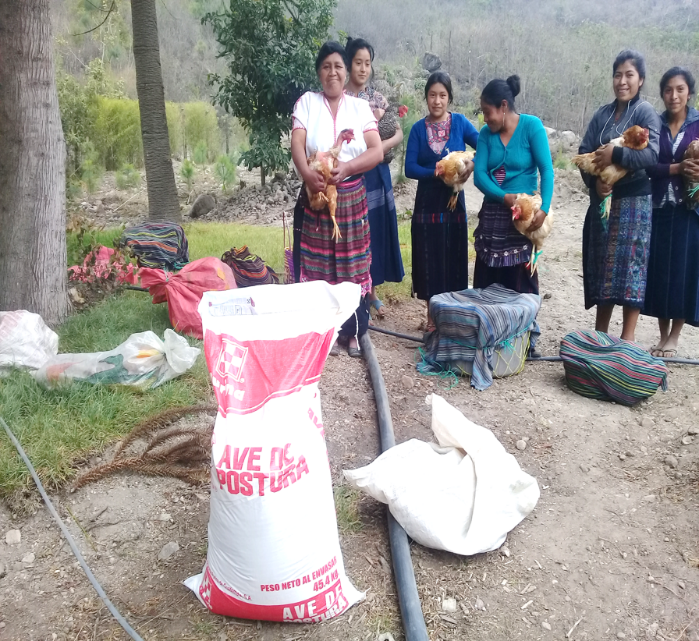 AVE DE
POSTURA
PESO NETO AL ENVASAR
45.4 KG
AVE DE